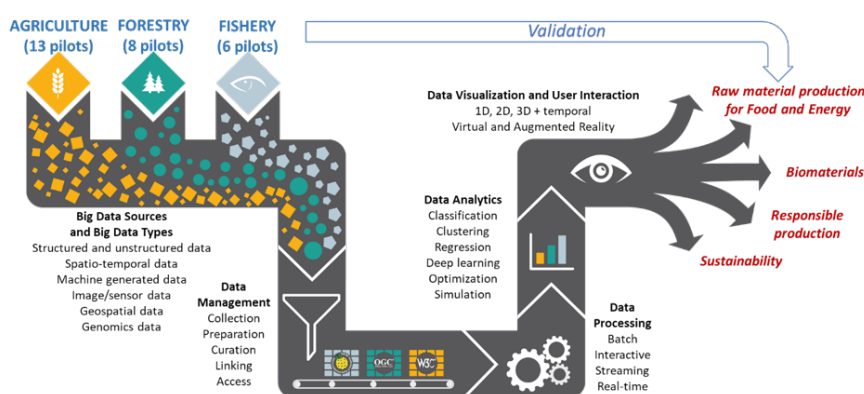 AGRICULTURE
(13 pilots)
FORESTRY
(8 pilots)
FISHERY
(6 pilots)
Validation
Big Data Sources
and Big Data Types
Structured and unstructured data
Spatio-temporal data
Machine generated data
Image/sensor data
Geospatial data
Genomics data
Data
Management
Collection
Preparation
Curation
Linking
Access
OGC
W3C
Data
Processing
Batch
Interactive
Streaming
Real-time
Data Analytics
Classification
Clustering
Regression
Deep learning
Optimization
Simulation
Data Visualization and User Interaction
1D, 2D, 3D + temporal
Virtual and Augmented Reality
Raw material production
for Food and Energy
Biomaterials
Responsible
production
Sustainability